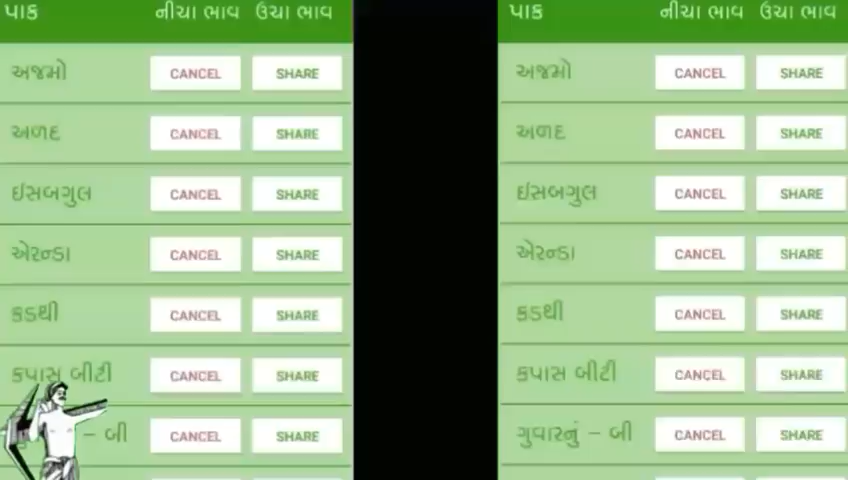 પાક નીચા ભાવ ઉંચા ભાવ
અજમો CANCEL SHARE
અળદ CANCEL SHARE
ઈસબગુલ CANCEL SHARE
એરન્ડા CANCEL SHARE
કડથી CANCEL SHARE
કપાસ બીટી CANCEL SHARE
– બી CANCEL SHARE
પાક નીચા ભાવ ઉંચા ભાવ
અજમો CANCEL SHARE
અળદ CANCEL SHARE
ઈસબગુલ CANCEL SHARE
એરન્ડા CANCEL SHARE
કડથી CANCEL SHARE
કપાસ બીટી CANCEL SHARE
ગુવારનું – બી CANCEL SHARE